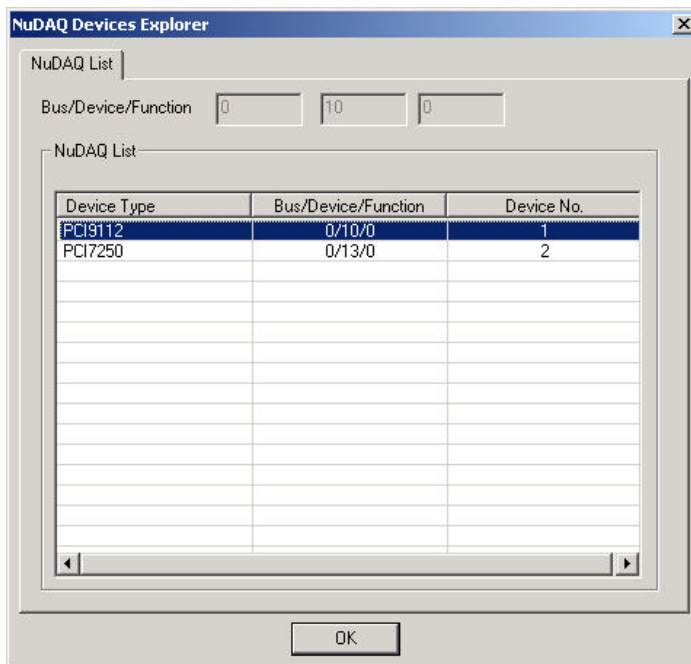 NuDAQ Devices Explorer
NuDAQ List
Bus/Device/Function 0 10 0
NuDAQ List
Device Type Bus/Device/Function Device No.
PCI9112 0/10/0 1
PCI7250 0/13/0 2
OK